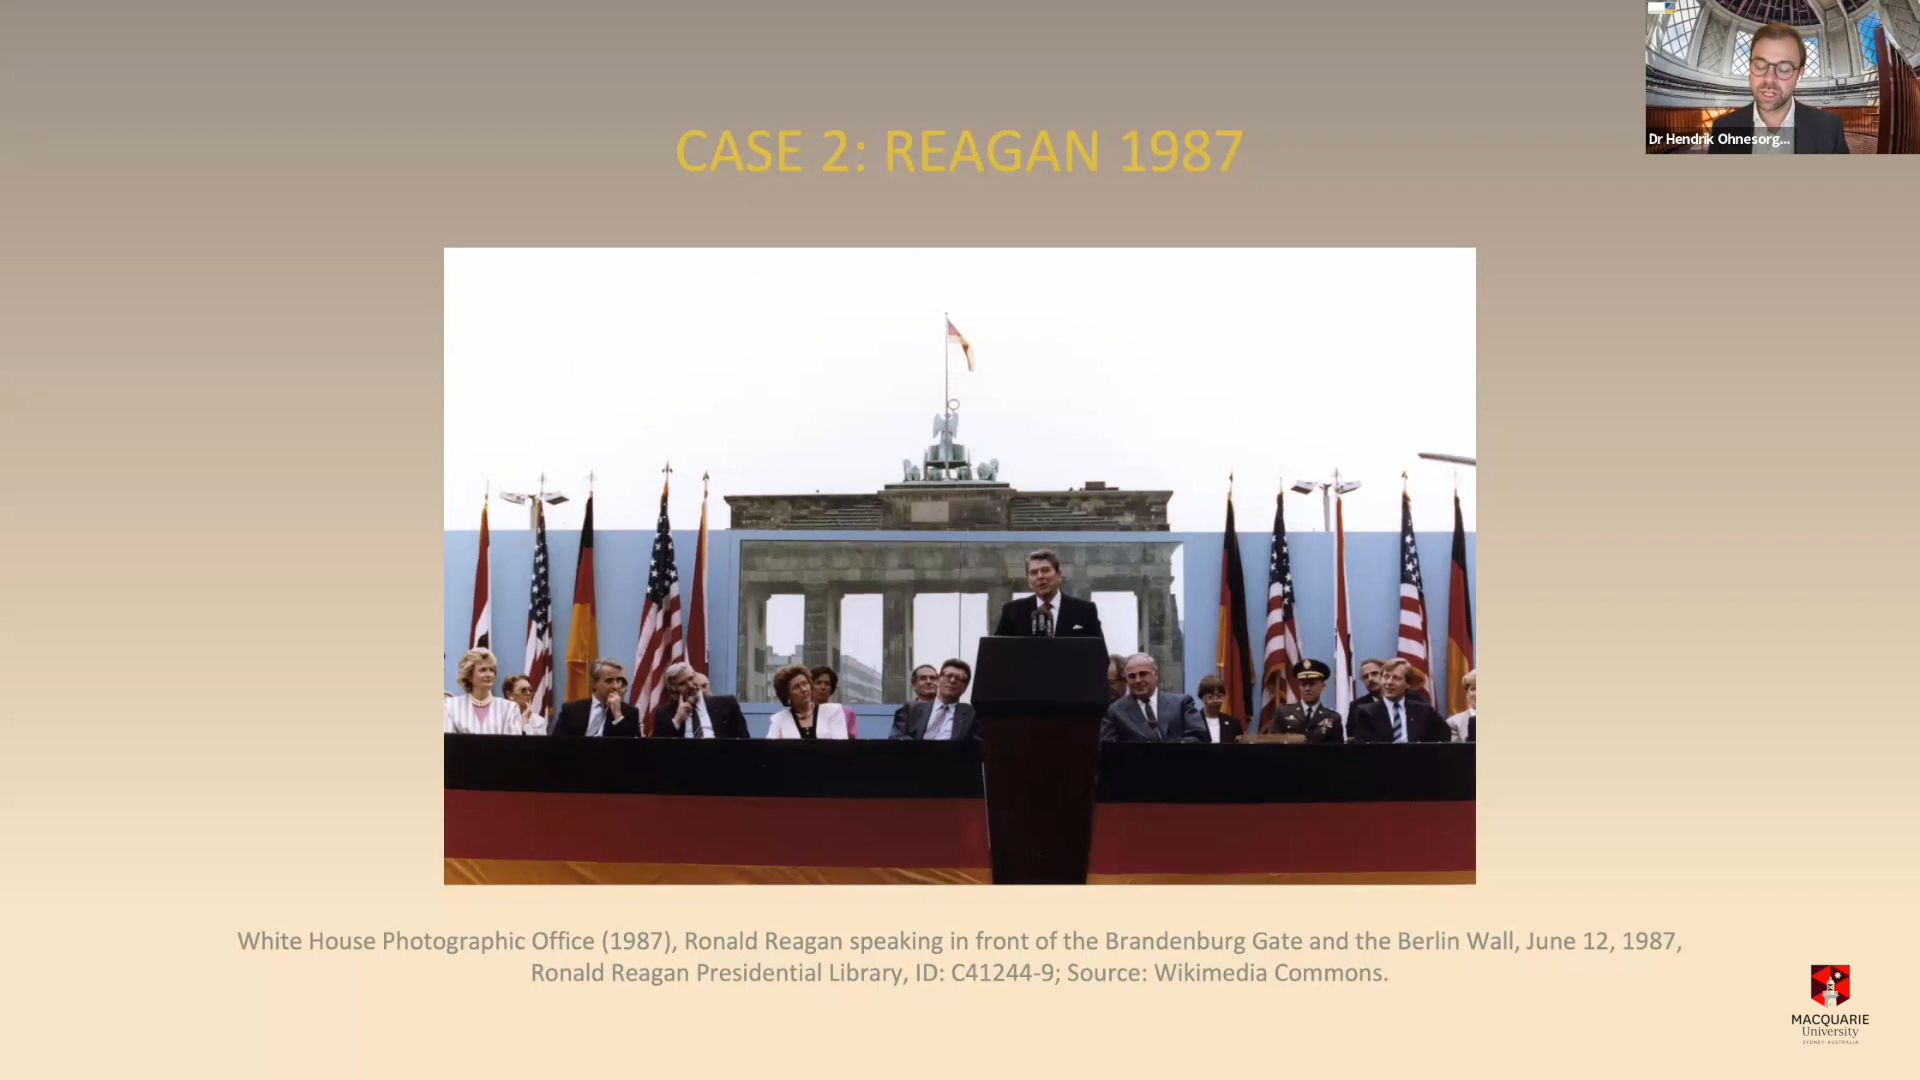 Dr Hendrik Ohnesorg...
CASE 2: REAGAN 1987
White House Photographic Office (1987), Ronald Reagan speaking in front of the Brandenburg Gate and the Berlin Wall, June 12, 1987,
Ronald Reagan Presidential Library, ID: C41244-9; Source: Wikimedia Commons.
MACQUARIE
University
SYDNEY·AUSTRALIA